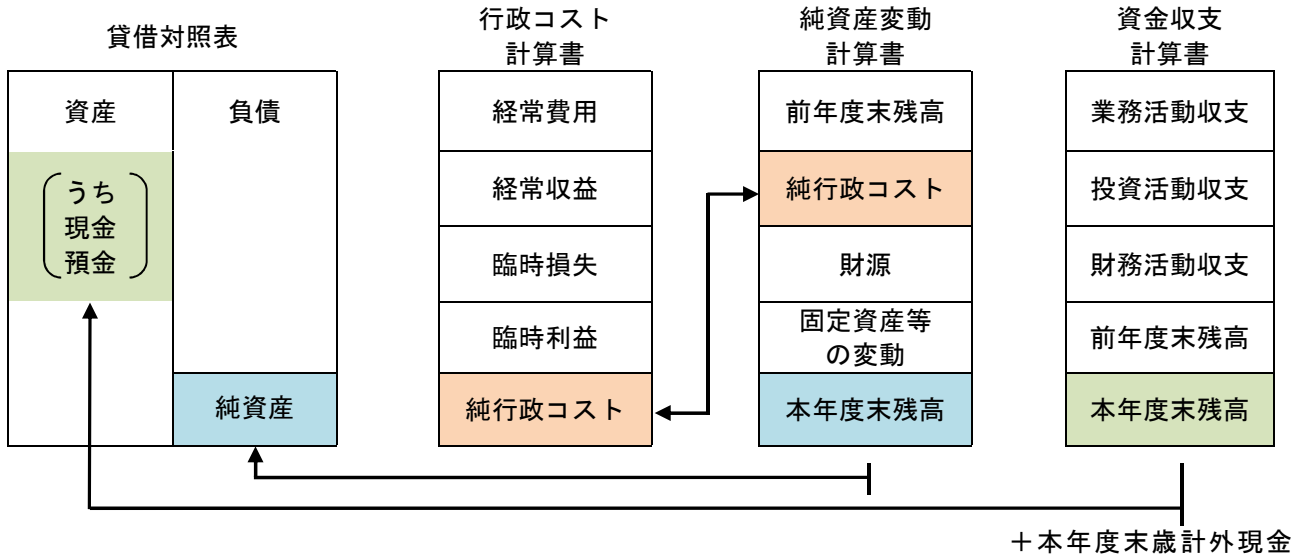 貸借対照表
資産
負債
うち
現金
預金
純資産
行政コスト
計算書
経常費用
経常収益
臨時損失
臨時利益
純行政コスト
純資産変動
計算書
前年度末残高
純行政コスト
財源
固定資産等
の変動
本年度末残高
資金収支
計算書
業務活動収支
投資活動収支
財務活動収支
前年度末残高
本年度末残高
＋本年度末歳計外現金